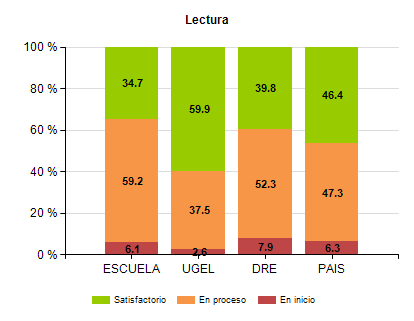 Lectura
100 %
80 %
60 %
40 %
20 %
0 %
34.7 59.9 39.8 46.4
59.2 37.5 52.3 47.3
6.1 2.6 7.9 6.3
ESCUELA UGEL DRE PAIS
Satisfactorio En proceso En inicio